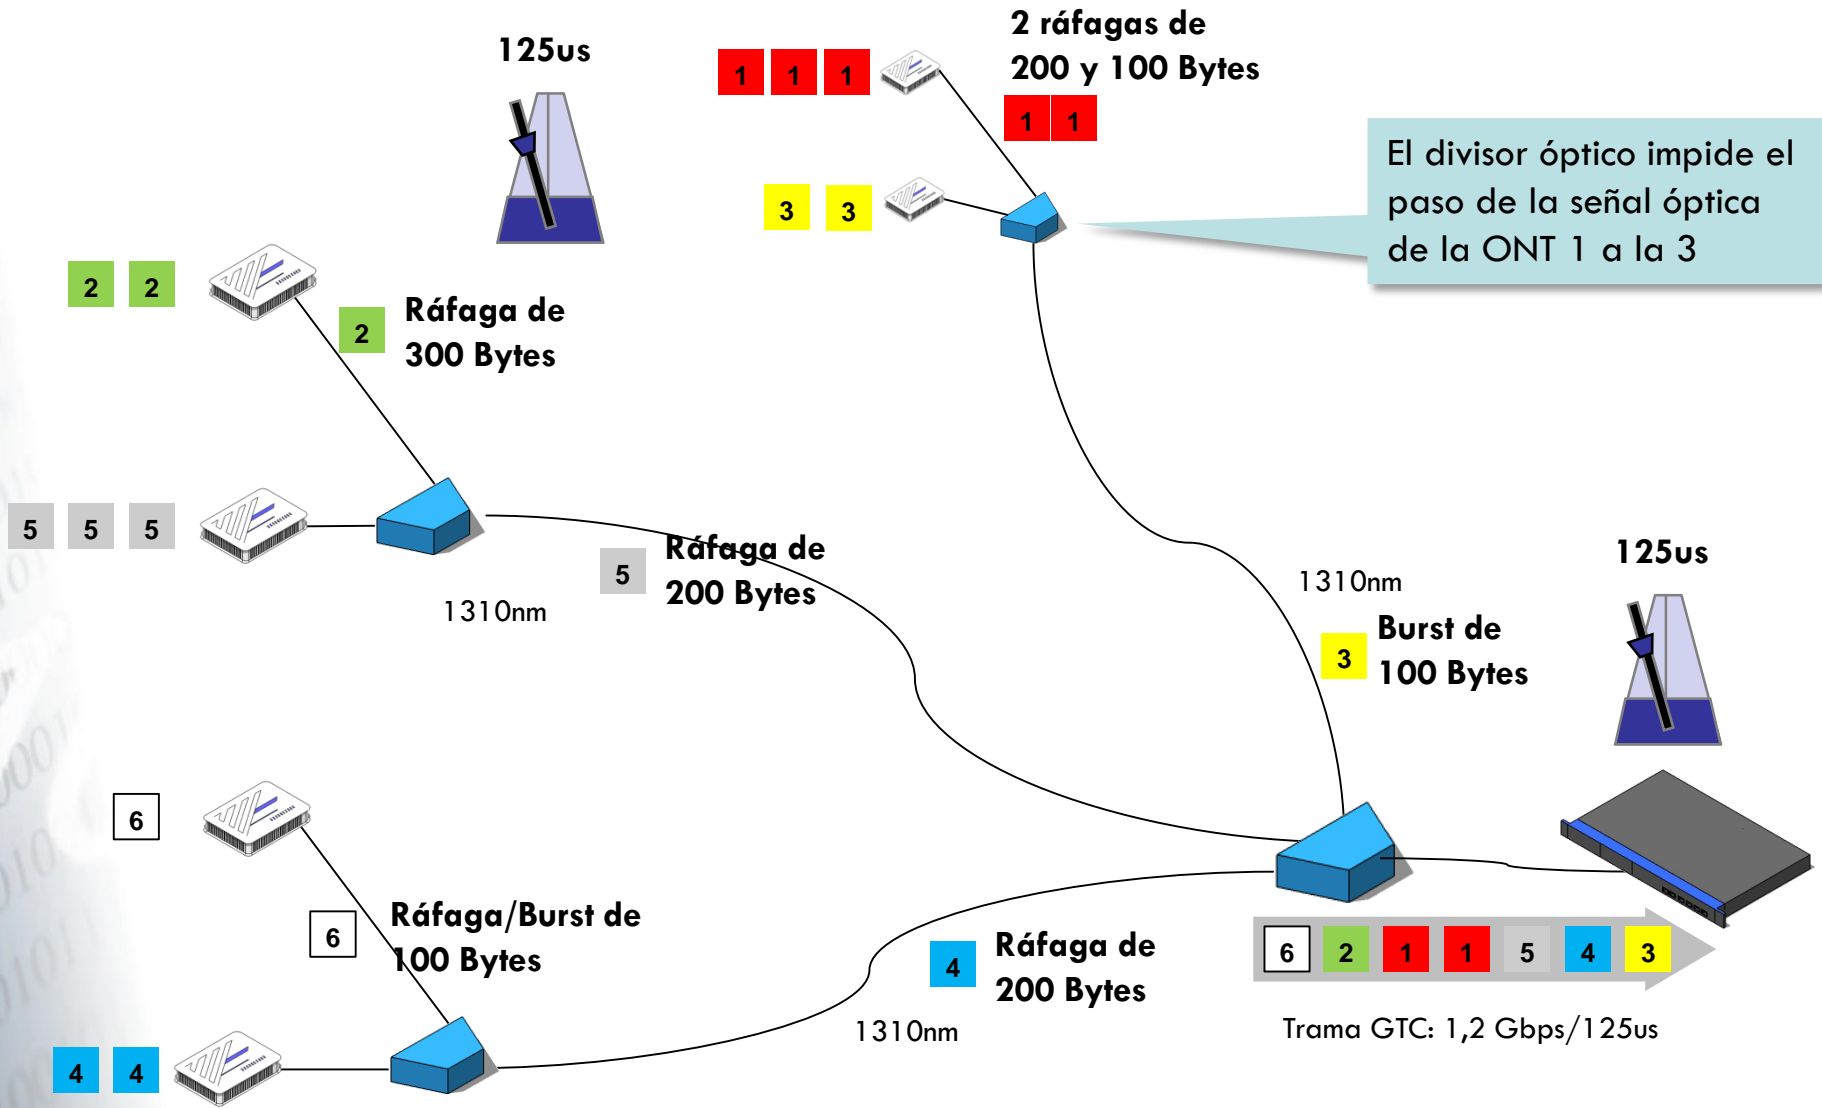 2 ráfagas de
200 y 100 Bytes
125us
1 1 1
1 1
El divisor óptico impide el
paso de la señal óptica
de la ONT 1 a la 3
3 3
2 2
2
Ráfaga de
300 Bytes
5 5 5
5
Ráfaga de
200 Bytes
1310nm
1310nm
125us
3
Burst de
100 Bytes
6
6
Ráfaga/Burst de
100 Bytes
4
Ráfaga de
200 Bytes
1310nm
6 2 1 1 5 4 3
Trama GTC: 1,2 Gbps/125us
4 4